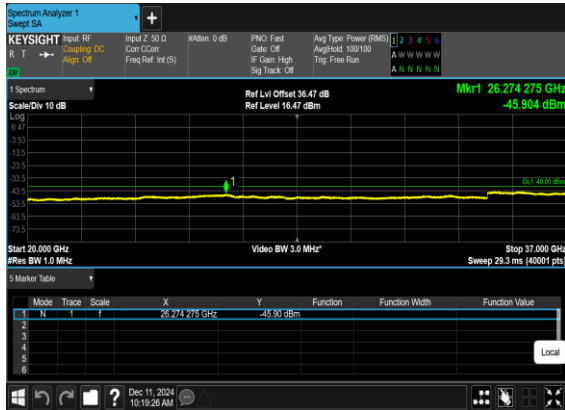 Spectrum Analyzer 1
Swept SA
+
KEYSIGHT Input: RF Input Z: 50 Ω #Atten: 0 dB PNO: Fast Avg Type: Power (RMS) 1 2 3 4 5 6
R T Coupling: DC Corr CCorr Gate: Off Avg|Hold: 100/100 A W W W W W
Align: Off Freq Ref: Int (S) IF Gain: High Trig: Free Run
LXI Sig Track: Off A N N N N N
1 Spectrum Ref Lvl Offset 36.47 dB Mkr1 26.274 275 GHz
Scale/Div 10 dB Ref Level 16.47 dBm -45.904 dBm
Log
6.47
-3.53
-13.5
-23.5
-33.5 DL1 -40.00 dBm
-43.5 1
-53.5
-63.5
-73.5
Start 20.000 GHz Video BW 3.0 MHz* Stop 37.000 GHz
#Res BW 1.0 MHz Sweep 29.3 ms (40001 pts)
5 Marker Table
Mode Trace Scale X Y Function Function Width Function Value
1 N 1 f 26.274 275 GHz -45.90 dBm
2
3
4
5
6
Local
? Dec 11, 2024
10:19:26 AM